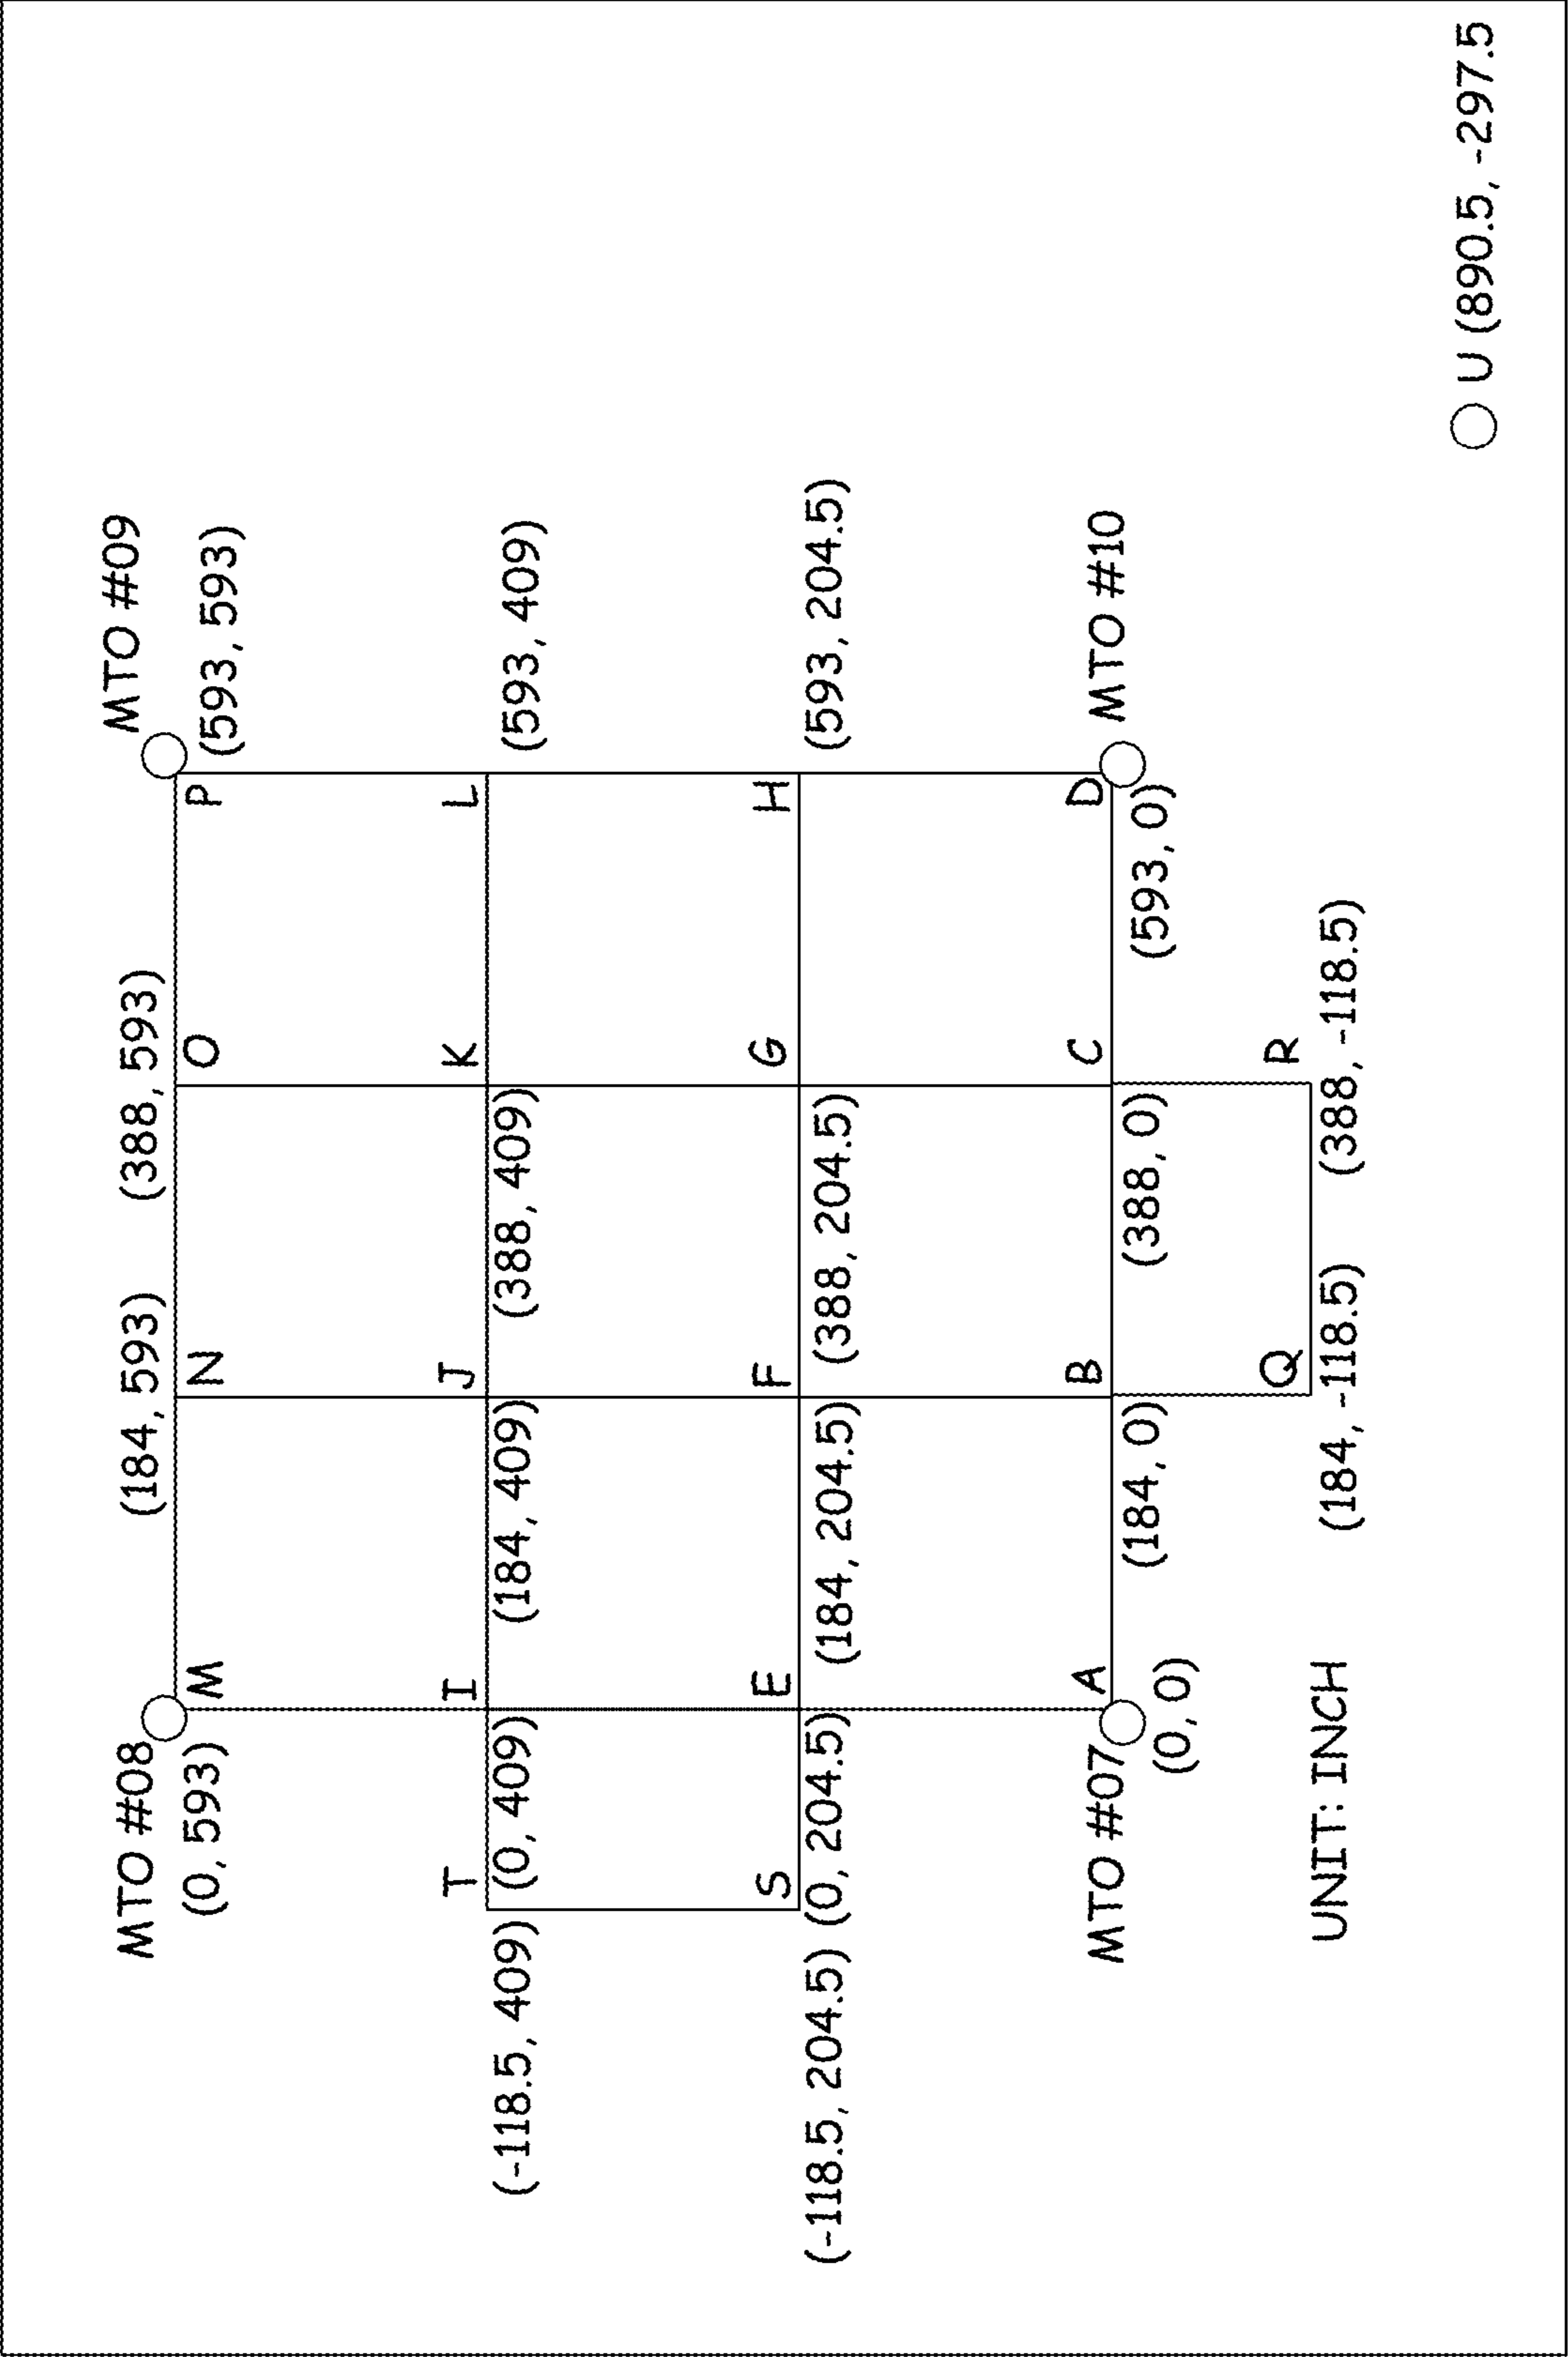 MTO #08
MTO #09
(0, 593)
(184, 593)
(388, 593)
(593, 593)
M
N
O
P
T
I
J
K
L
(-118.5, 409)
(0, 409)
(184, 409)
(388, 409)
(593, 409)
S
E
F
G
H
(-118.5, 204.5)
(0, 204.5)
(184, 204.5)
(388, 204.5)
(593, 204.5)
A
B
C
D
MTO #07
MTO #10
(0, 0)
(184, 0)
(388, 0)
(593, 0)
Q
R
UNIT: INCH
(184, -118.5)
(388, -118.5)
U (890.5, -297.5